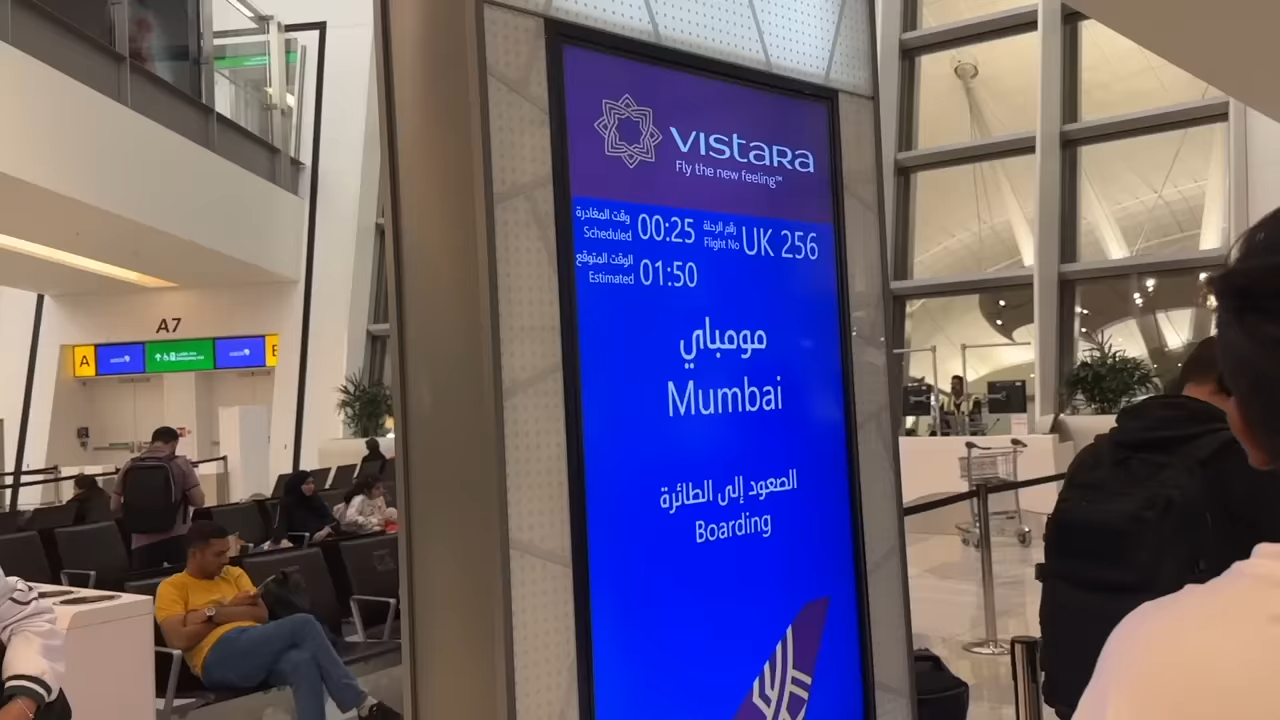 VISTARA
Fly the new feeling™
وقت المغادرة
Scheduled
00:25
رقم الرحلة
Flight No
UK 256
الوقت المتوقع
Estimated
01:50
مومباي
Mumbai
الصعود إلى الطائرة
Boarding
A7
A